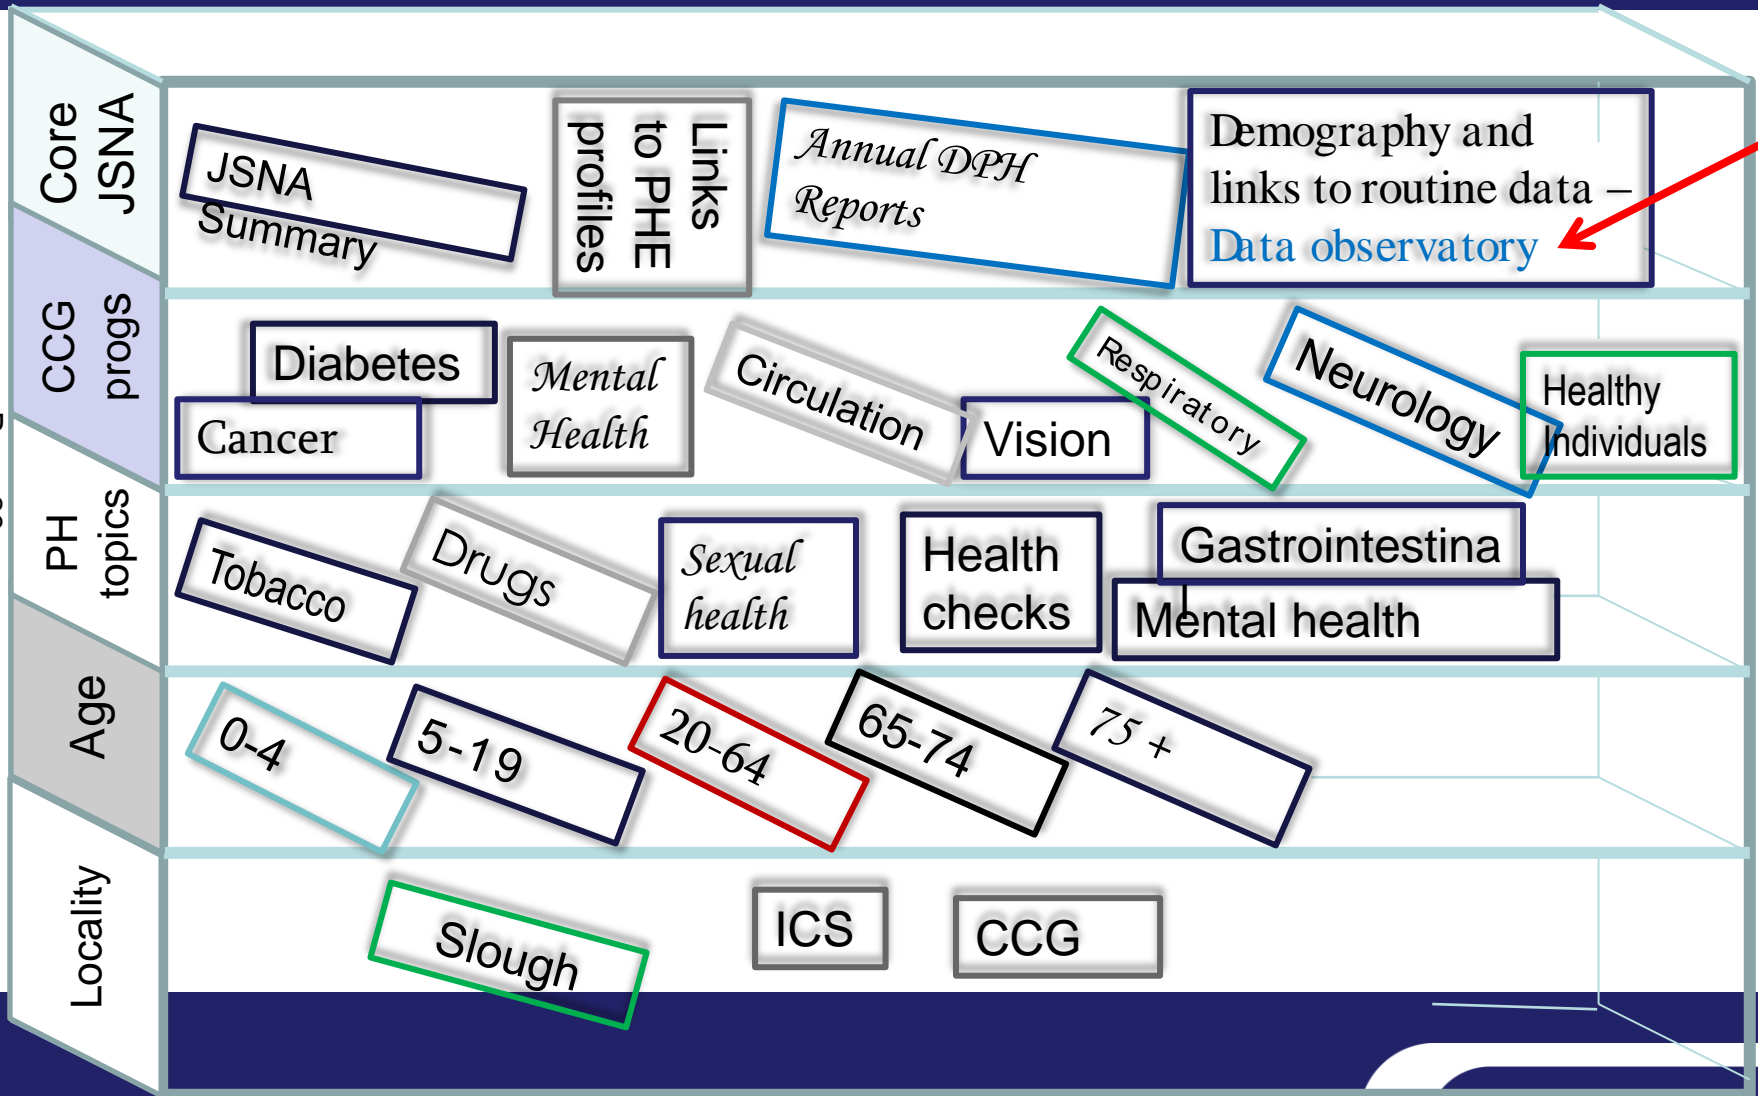 Core
JSNA
JSNA
Summary
Links
to PHE
profiles
Annual DPH
Reports
Demography and
links to routine data –
Data observatory
CCG
progs
Diabetes
Cancer
Mental
Health
Circulation
Vision
Respiratory
Neurology
Healthy
Individuals
PH
topics
Tobacco
Drugs
Sexual
health
Health
checks
Gastrointestina
l
Mental health
Age
0-4
5-19
20-64
65-74
75 +
Locality
Slough
ICS
CCG